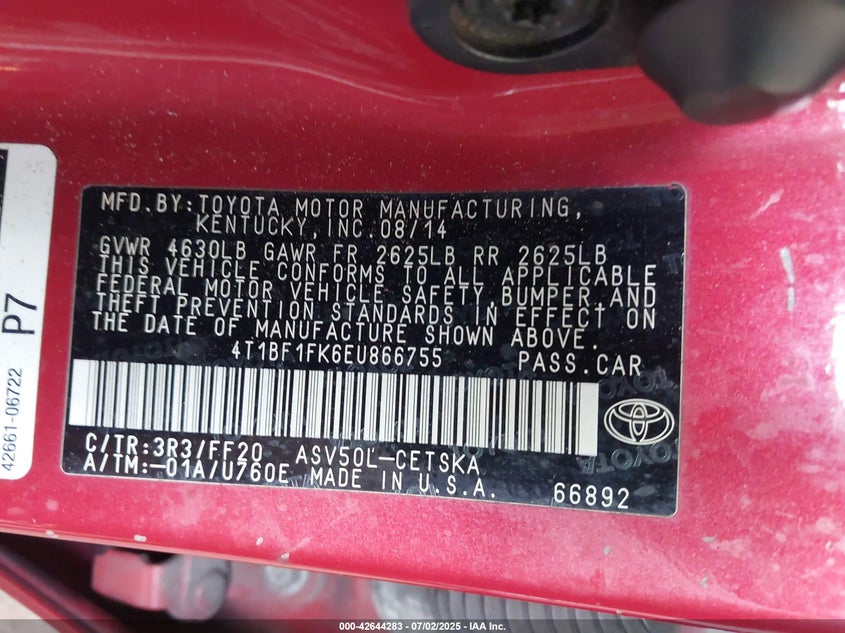 MFD. BY: TOYOTA MOTOR MANUFACTURING,
KENTUCKY, INC. 08/14
GVWR 4630LB GAWR FR 2625LB RR 2625LB
THIS VEHICLE CONFORMS TO ALL APPLICABLE
FEDERAL MOTOR VEHICLE SAFETY, BUMPER, AND
THEFT PREVENTION STANDARDS IN EFFECT ON
THE DATE OF MANUFACTURE SHOWN ABOVE.
4T1BF1FK6EU866755 PASS. CAR
C/TR: 3R3/FF20 ASV50L-CETSKA
A/TM: -01A/U760E MADE IN U.S.A. 66892
42661-06722 P7
000-42644283 - 07/02/2025 - IAA Inc.